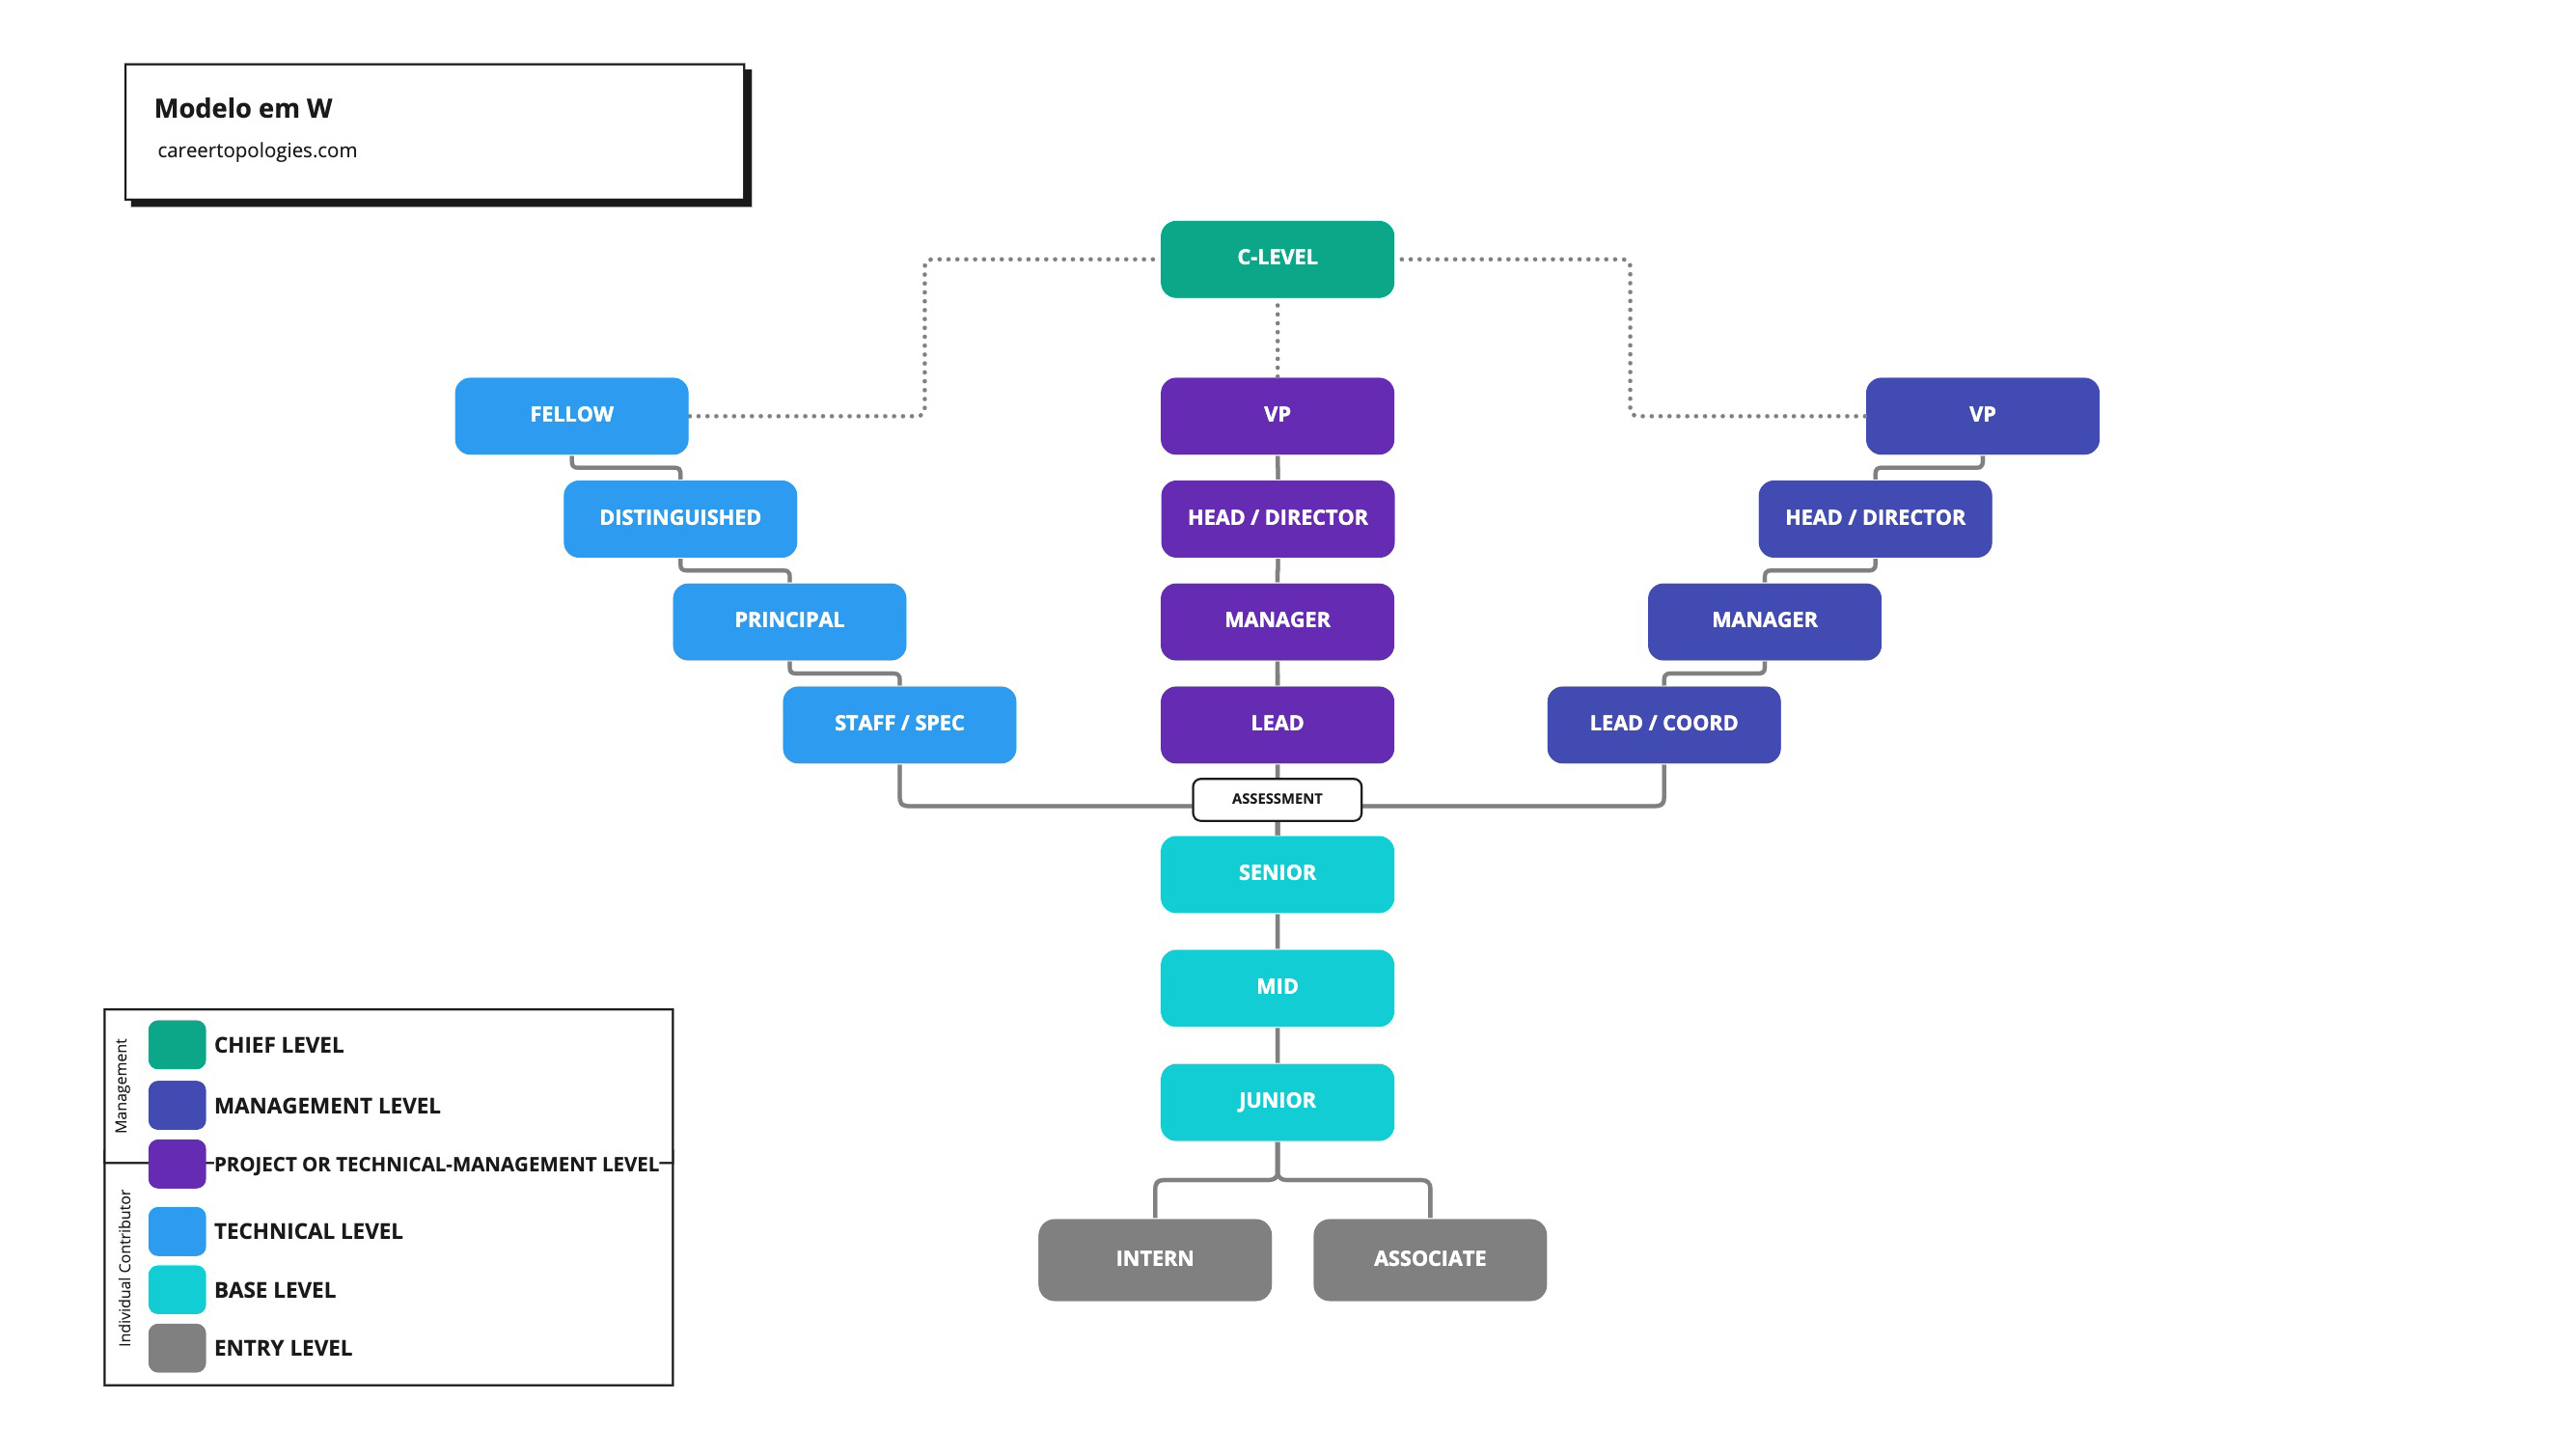 Modelo em W
careertopologies.com
C-LEVEL
FELLOW
VP
VP
DISTINGUISHED
HEAD / DIRECTOR
HEAD / DIRECTOR
PRINCIPAL
MANAGER
MANAGER
STAFF / SPEC
LEAD
LEAD / COORD
ASSESSMENT
SENIOR
MID
JUNIOR
INTERN
ASSOCIATE
Management
CHIEF LEVEL
MANAGEMENT LEVEL
PROJECT OR TECHNICAL-MANAGEMENT LEVEL
Individual Contributor
TECHNICAL LEVEL
BASE LEVEL
ENTRY LEVEL